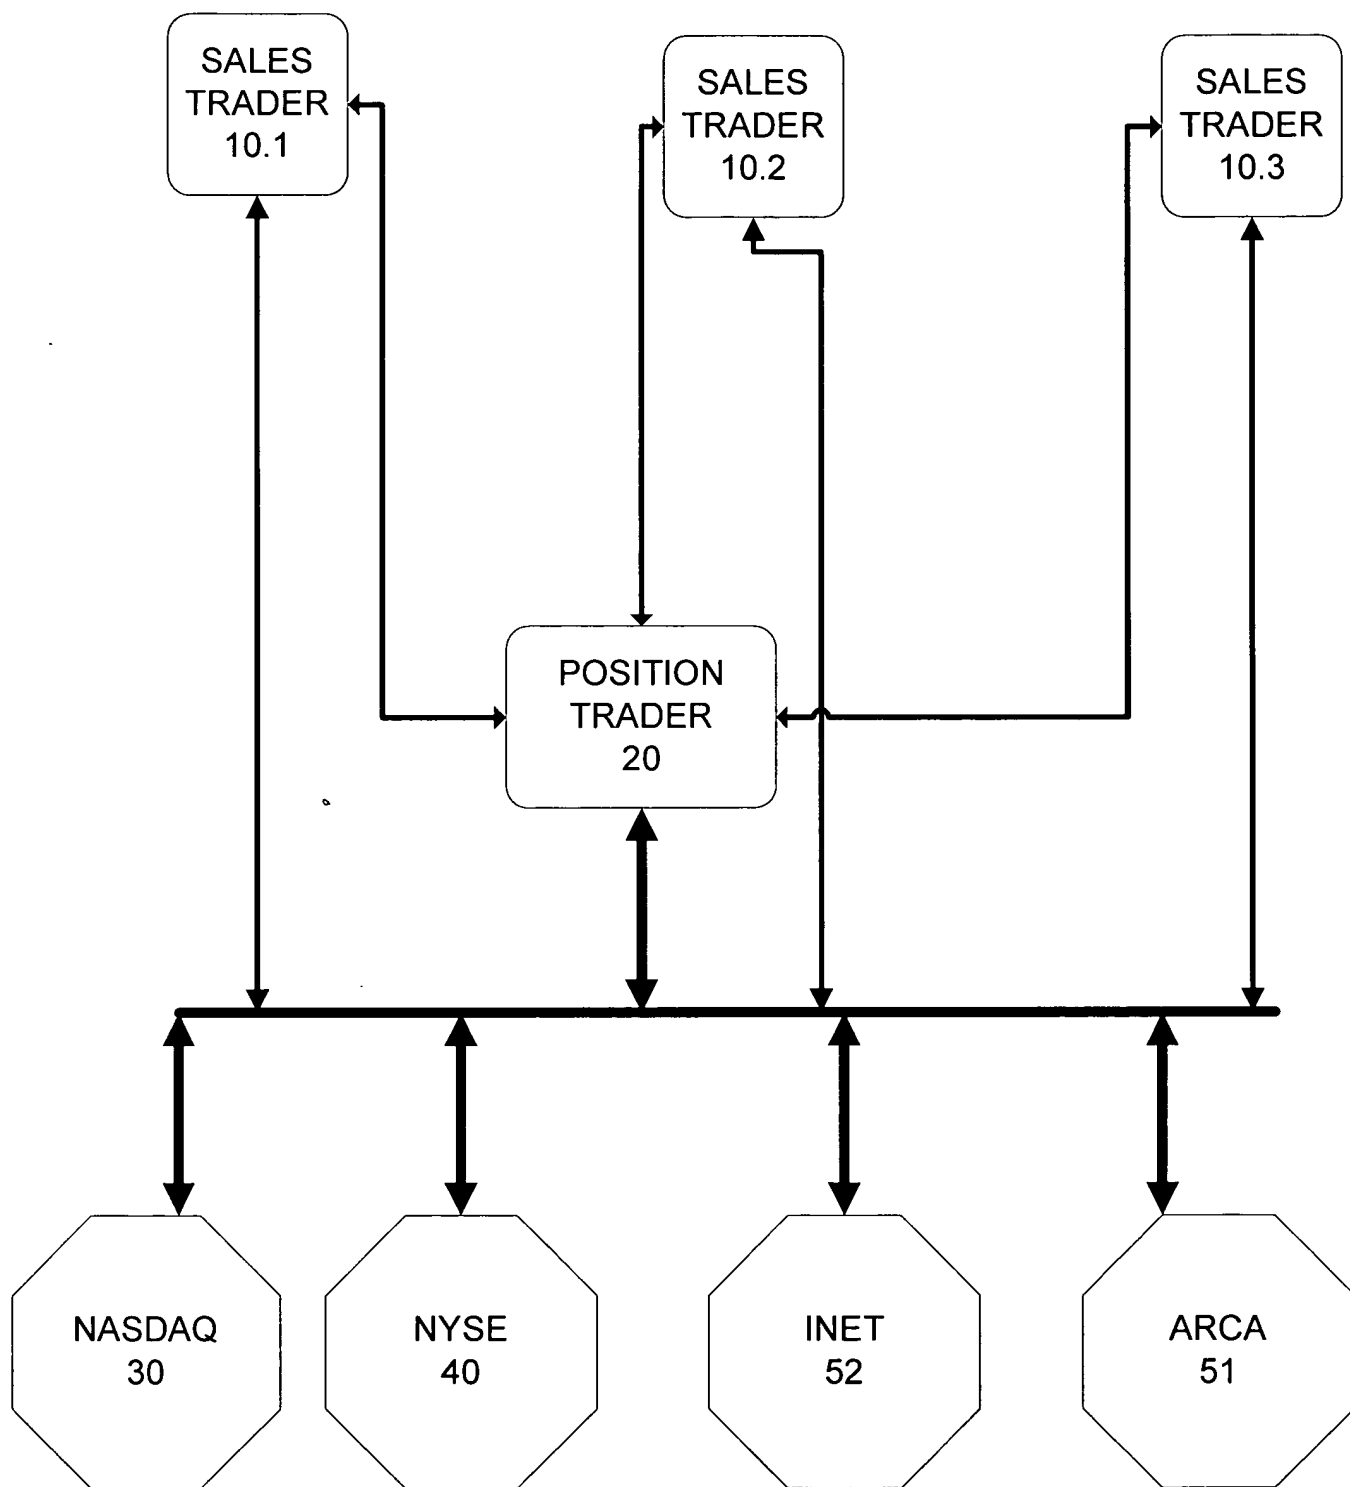 SALES
TRADER
10.1
SALES
TRADER
10.2
SALES
TRADER
10.3
POSITION
TRADER
20
NASDAQ
30
NYSE
40
INET
52
ARCA
51